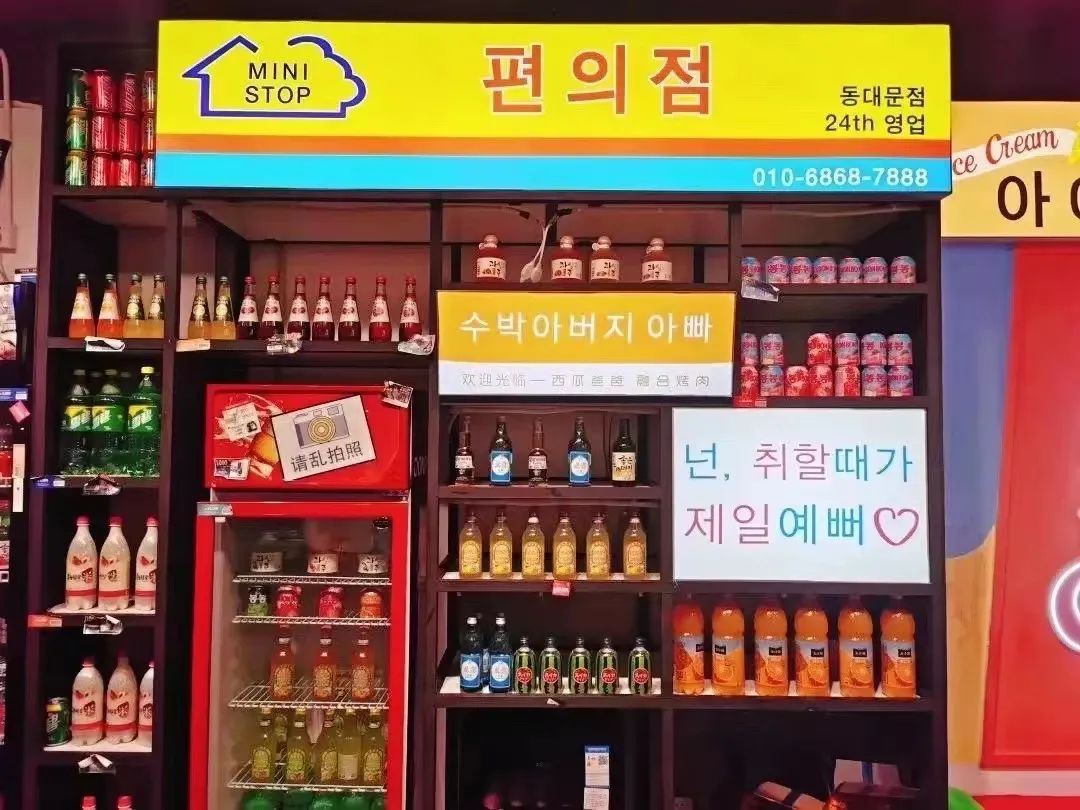 MINI
STOP
편의점
동대문점
24th 영업
010-6868-7888
ce Cream
아
수박아버지 아빠
欢迎光临一西瓜爸爸 融合烤肉
请乱拍照
넌, 취할때가
제일예뻐